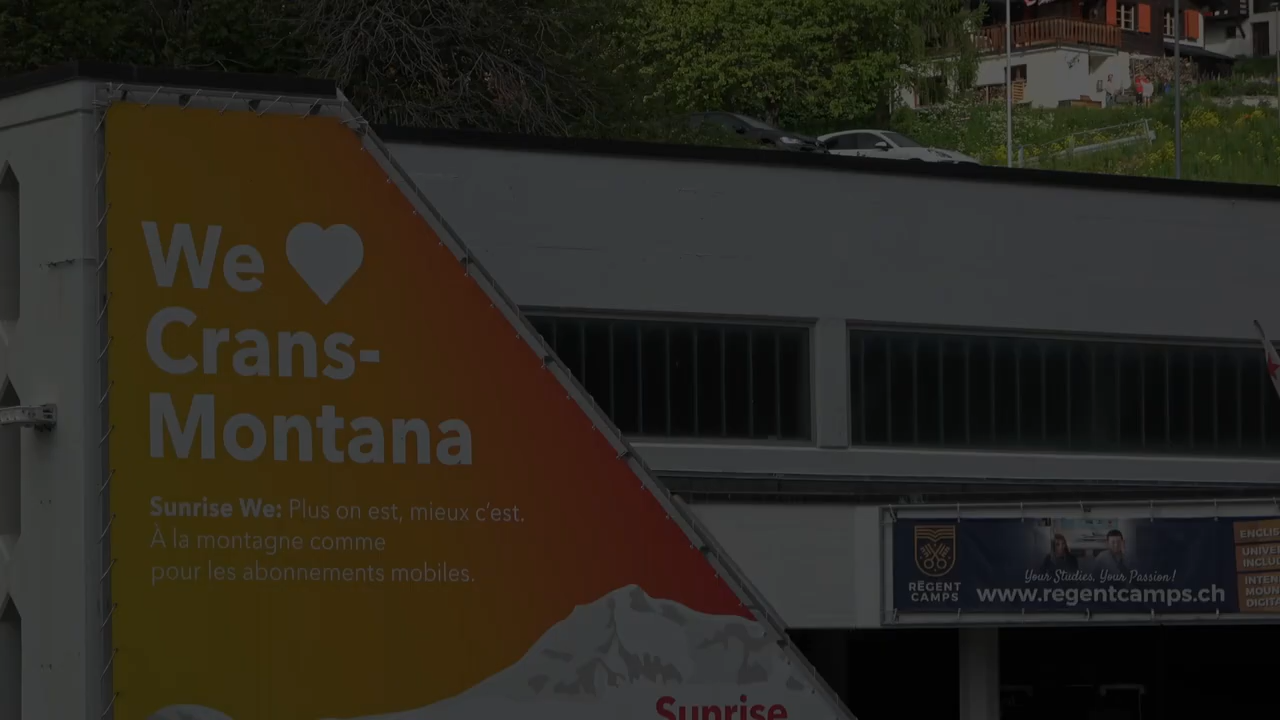 We
Crans-
Montana
Sunrise We: Plus on est, mieux c'est.
À la montagne comme
pour les abonnements mobiles.
Sunrise
REGENT
CAMPS
Your Studies, Your Passion!
www.regentcamps.ch